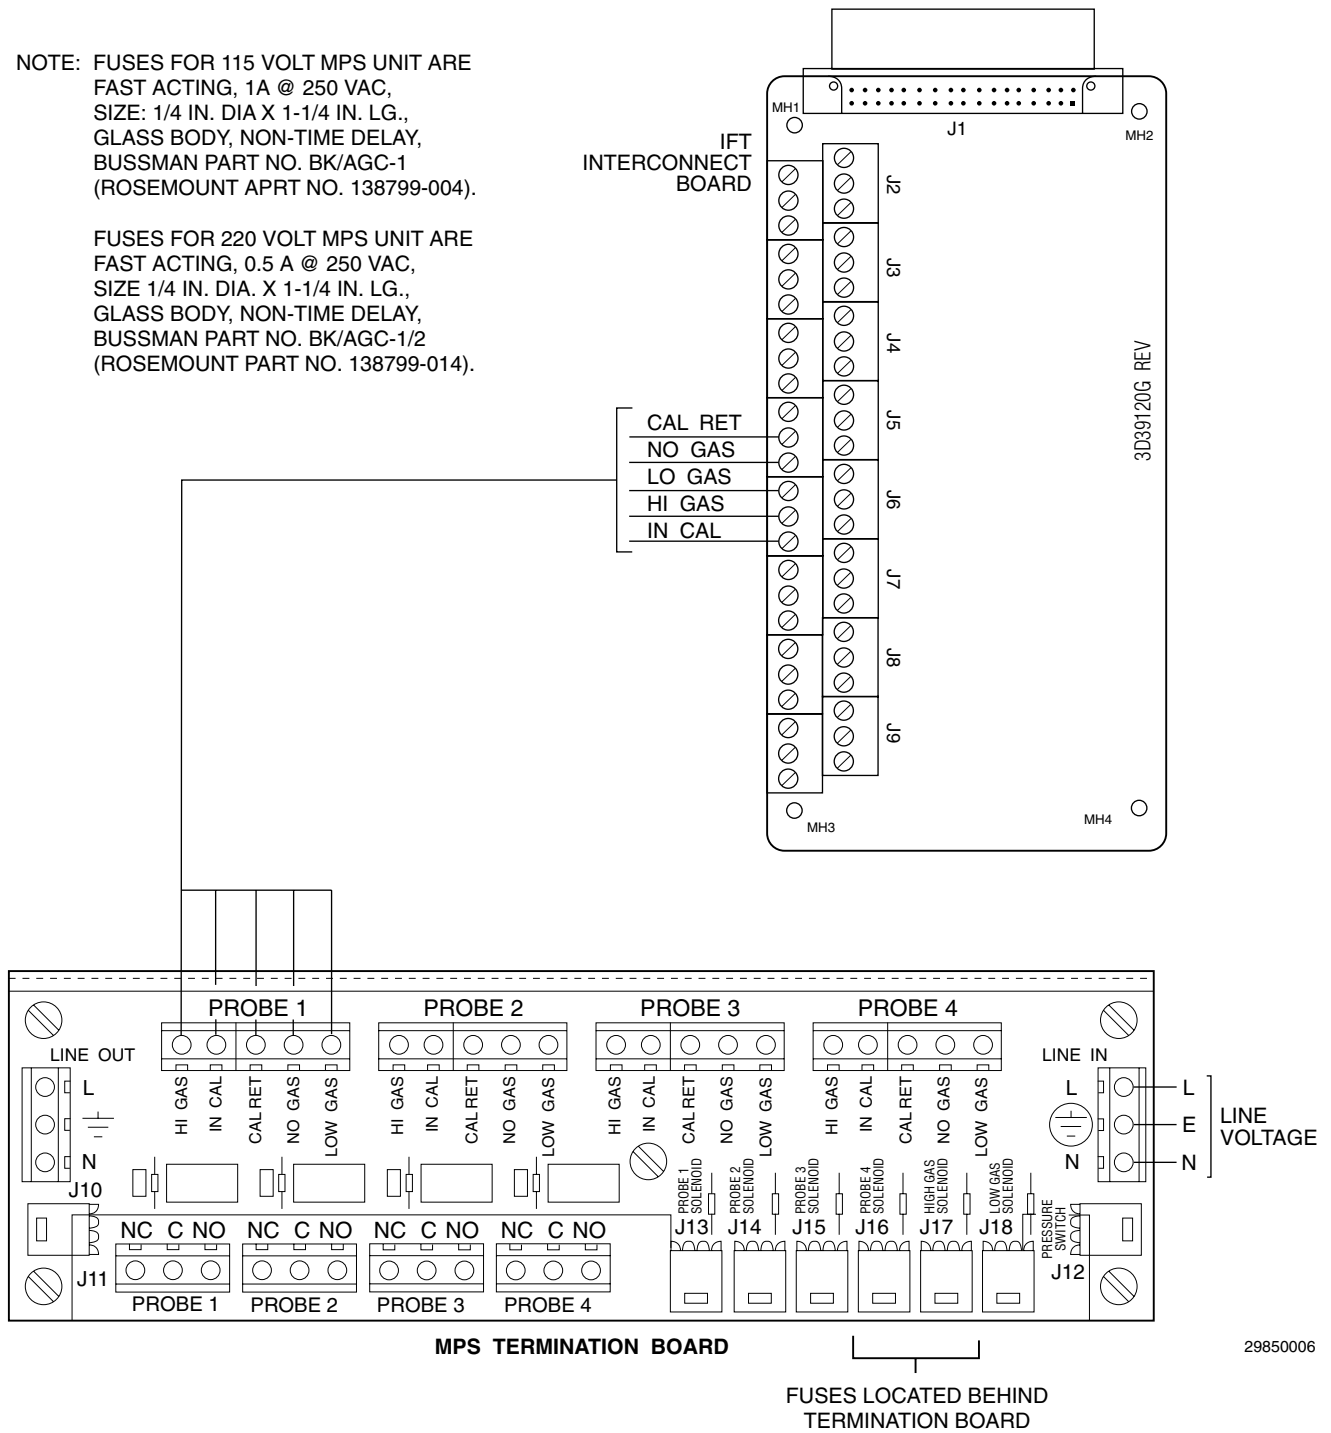 NOTE: FUSES FOR 115 VOLT MPS UNIT ARE
FAST ACTING, 1A @ 250 VAC,
SIZE: 1/4 IN. DIA X 1-1/4 IN. LG.,
GLASS BODY, NON-TIME DELAY,
BUSSMAN PART NO. BK/AGC-1
(ROSEMOUNT APRT NO. 138799-004).
FUSES FOR 220 VOLT MPS UNIT ARE
FAST ACTING, 0.5 A @ 250 VAC,
SIZE 1/4 IN. DIA. X 1-1/4 IN. LG.,
GLASS BODY, NON-TIME DELAY,
BUSSMAN PART NO. BK/AGC-1/2
(ROSEMOUNT PART NO. 138799-014).
IFT
INTERCONNECT
BOARD
MH1
J1
MH2
J2
J3
J4
J5
J6
J7
J8
J9
3D39120G REV
MH3
MH4
CAL RET
NO GAS
LO GAS
HI GAS
IN CAL
PROBE 1
PROBE 2
PROBE 3
PROBE 4
LINE OUT
L
N
J10
HI GAS
IN CAL
CAL RET
NO GAS
LOW GAS
HI GAS
IN CAL
CAL RET
NO GAS
LOW GAS
HI GAS
IN CAL
CAL RET
NO GAS
LOW GAS
HI GAS
IN CAL
CAL RET
NO GAS
LOW GAS
LINE IN
L
N
L
E
N
LINE
VOLTAGE
PROBE 1
SOLENOID
PROBE 2
SOLENOID
PROBE 3
SOLENOID
PROBE 4
SOLENOID
HIGH GAS
SOLENOID
LOW GAS
SOLENOID
PRESSURE
SWITCH
J13
J14
J15
J16
J17
J18
J12
J11
NC C NO
NC C NO
NC C NO
NC C NO
PROBE 1
PROBE 2
PROBE 3
PROBE 4
MPS TERMINATION BOARD
29850006
FUSES LOCATED BEHIND
TERMINATION BOARD